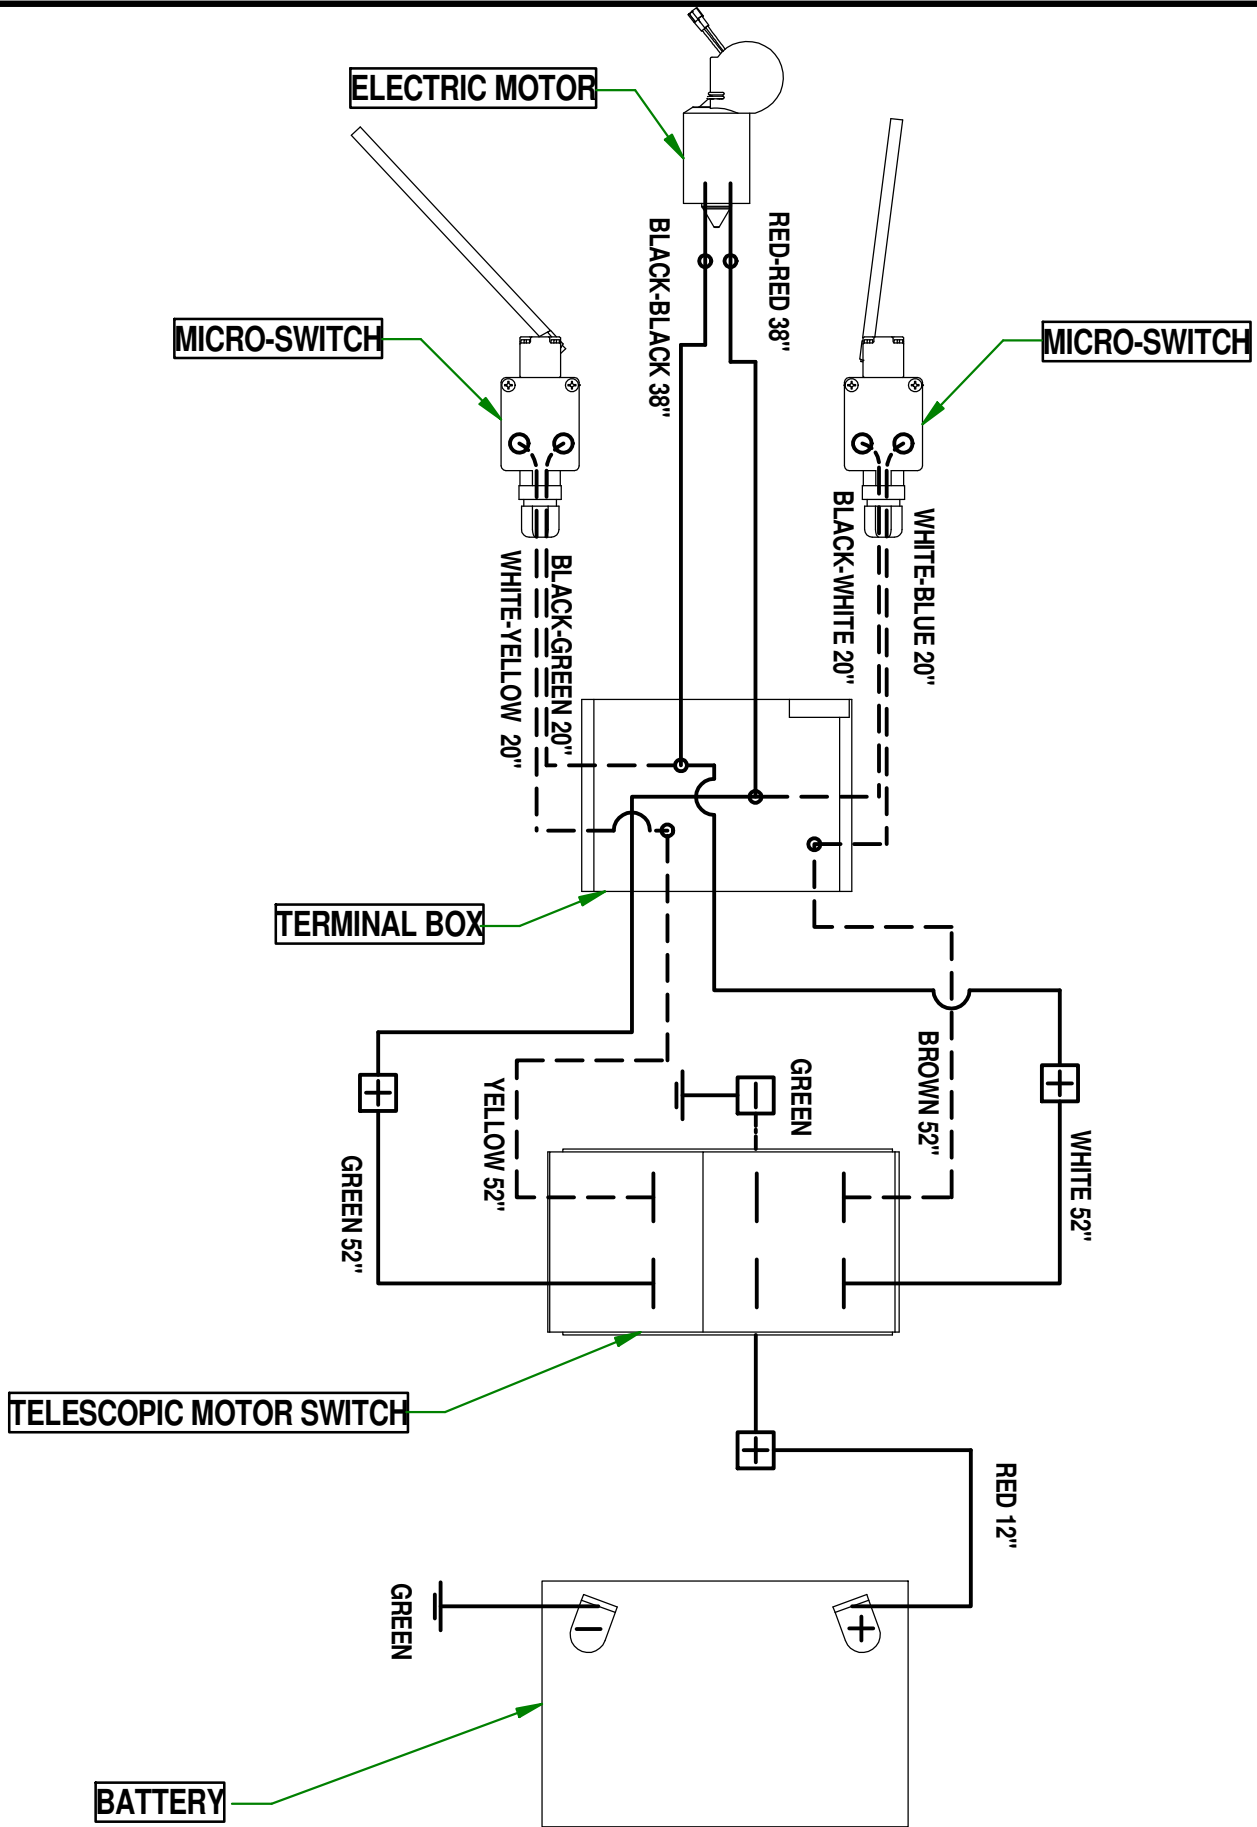 ELECTRIC MOTOR
RED-RED 38"
BLACK-BLACK 38"
MICRO-SWITCH
MICRO-SWITCH
WHITE-BLUE 20"
BLACK-WHITE 20"
BLACK-GREEN 20"
WHITE-YELLOW 20"
TERMINAL BOX
GREEN
BROWN 52"
YELLOW 52"
WHITE 52"
GREEN 52"
TELESCOPIC MOTOR SWITCH
RED 12"
GREEN
BATTERY